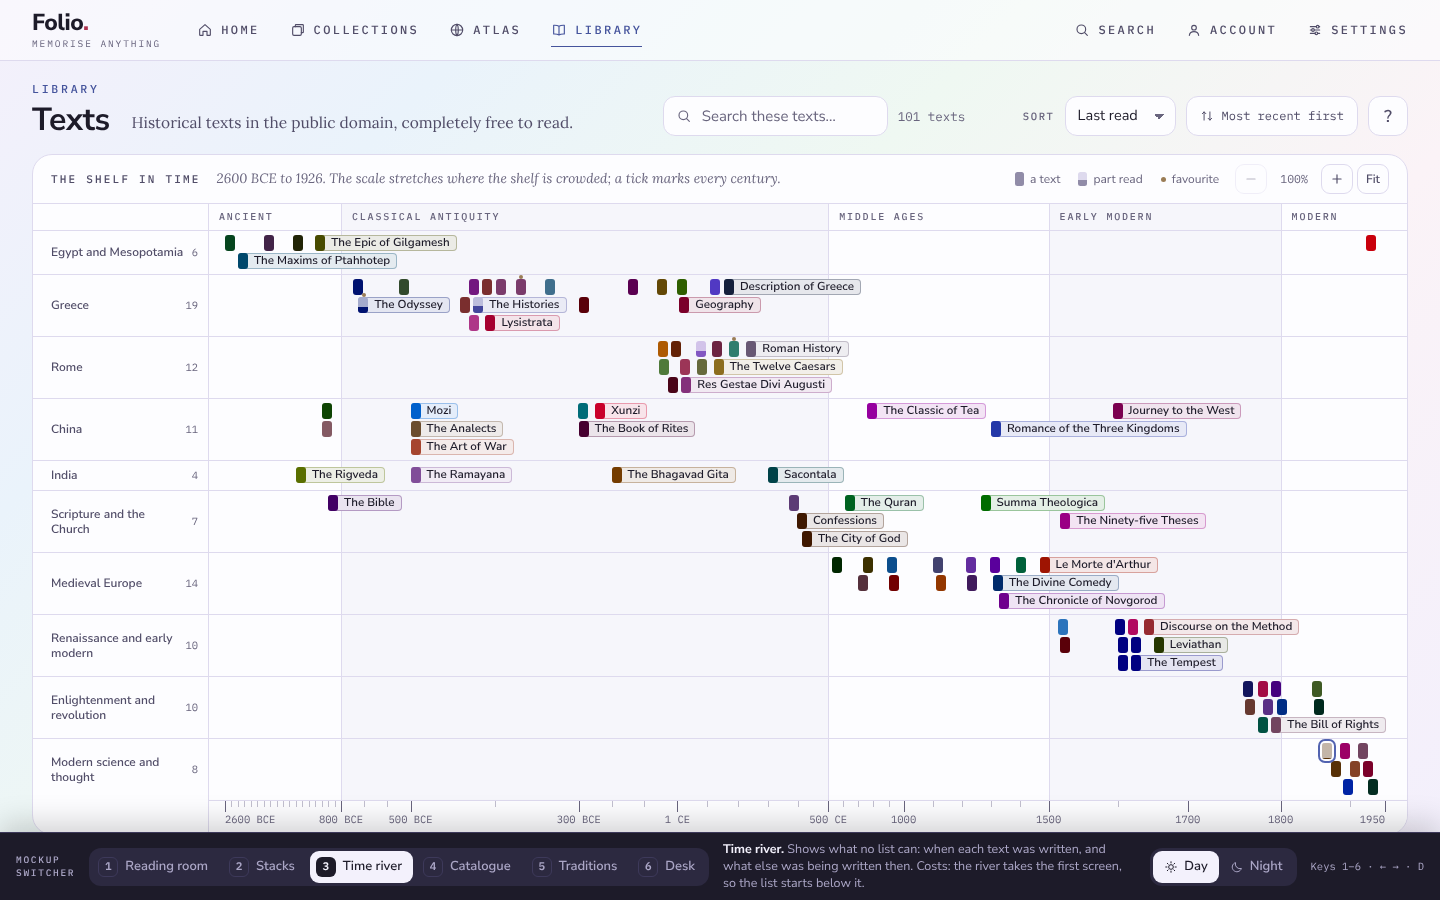 Folio.
MEMORISE ANYTHING
HOME
COLLECTIONS
ATLAS
LIBRARY
SEARCH
ACCOUNT
SETTINGS
LIBRARY
Texts
Historical texts in the public domain, completely free to read.
Search these texts...
101 texts
SORT
Last read
Most recent first
?
THE SHELF IN TIME
2600 BCE to 1926. The scale stretches where the shelf is crowded; a tick marks every century.
a text
part read
favourite
−
100%
+
Fit
ANCIENT
CLASSICAL ANTIQUITY
MIDDLE AGES
EARLY MODERN
MODERN
Egypt and Mesopotamia 6
The Epic of Gilgamesh
The Maxims of Ptahhotep
Greece 19
Description of Greece
The Odyssey
The Histories
Geography
Lysistrata
Rome 12
Roman History
The Twelve Caesars
Res Gestae Divi Augusti
China 11
Mozi
Xunzi
The Classic of Tea
Journey to the West
The Analects
The Book of Rites
Romance of the Three Kingdoms
The Art of War
India 4
The Rigveda
The Ramayana
The Bhagavad Gita
Sacontala
Scripture and the
Church
7
The Bible
The Quran
Summa Theologica
Confessions
The Ninety-five Theses
The City of God
Medieval Europe 14
Le Morte d'Arthur
The Divine Comedy
The Chronicle of Novgorod
Renaissance and early
modern
10
Discourse on the Method
Leviathan
The Tempest
Enlightenment and
revolution
10
The Bill of Rights
Modern science and
thought
8
2600 BCE
800 BCE
500 BCE
300 BCE
1 CE
500 CE
1000
1500
1700
1800
1950
MOCKUP
SWITCHER
1 Reading room
2 Stacks
3 Time river
4 Catalogue
5 Traditions
6 Desk
Time river. Shows what no list can: when each text was written, and
what else was being written then. Costs: the river takes the first screen,
so the list starts below it.
Day
Night
Keys 1–6 · ← → · D